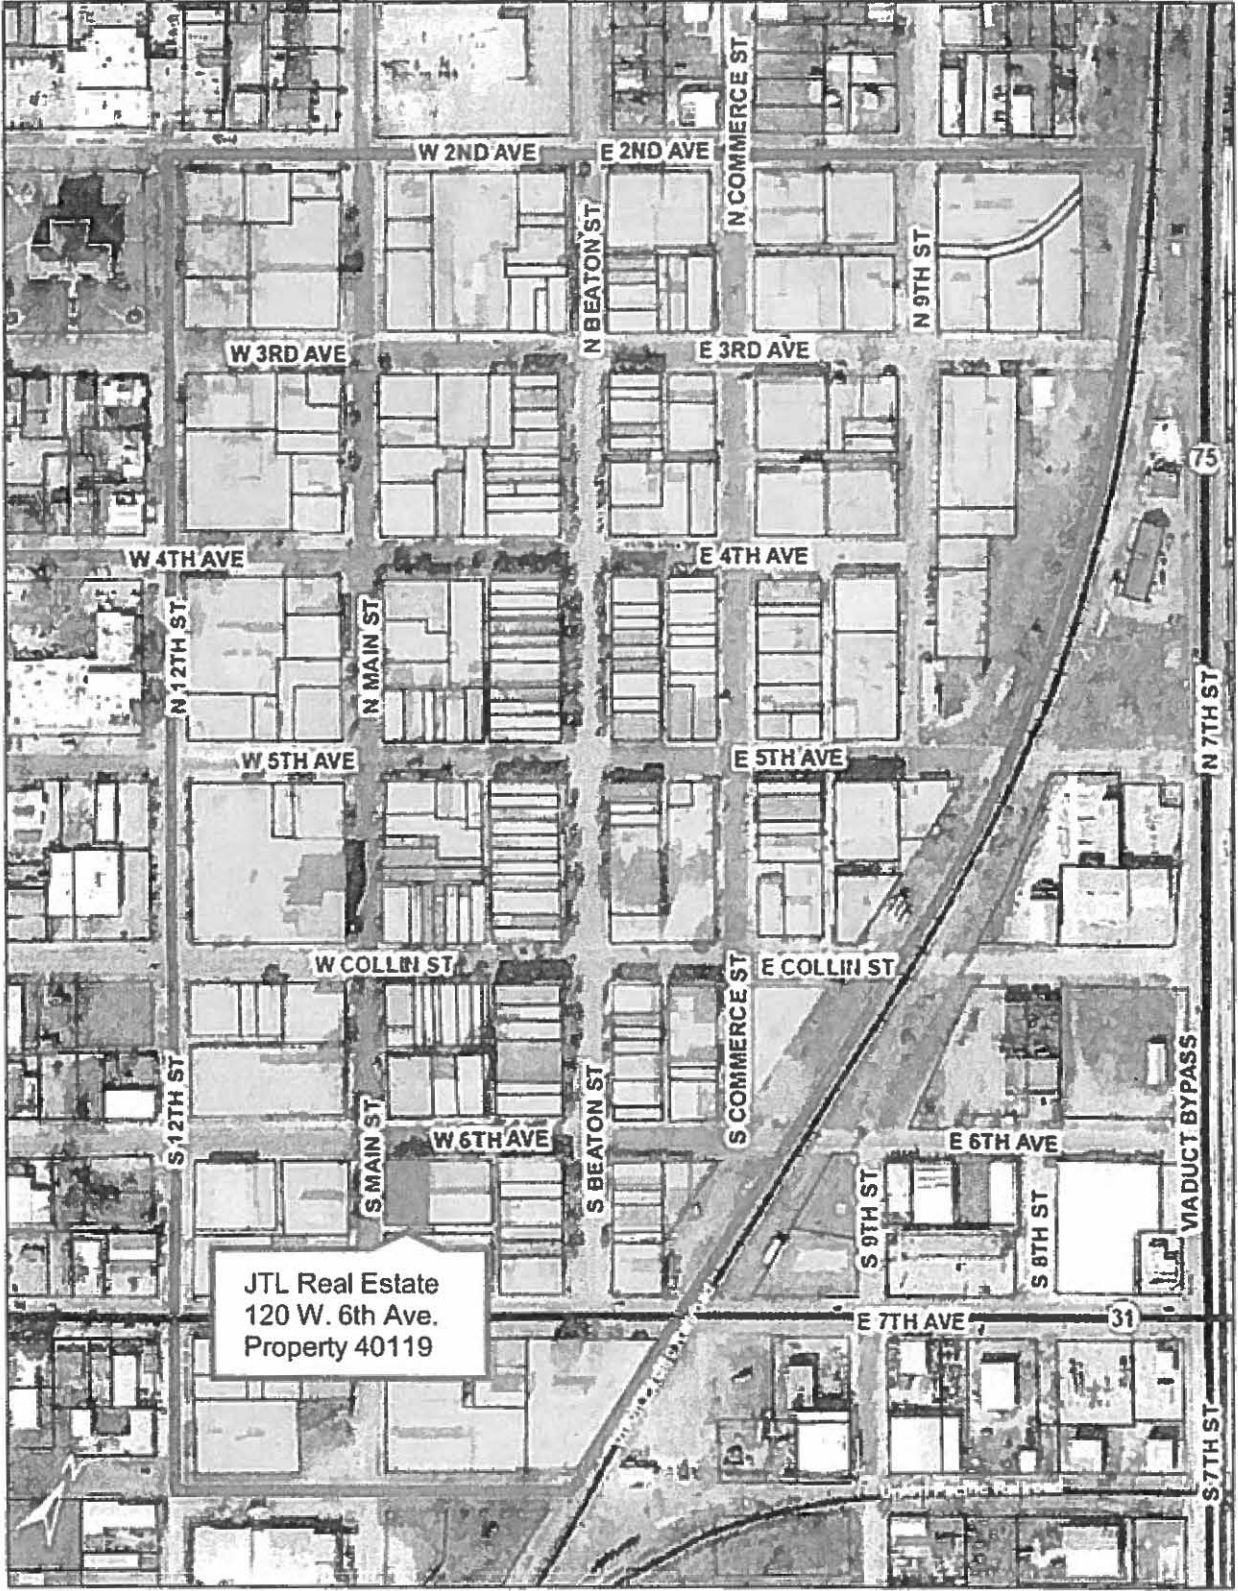 W 2ND AVE
E 2ND AVE
N COMMERCE ST
N BEATON ST
N 9TH ST
W 3RD AVE
E 3RD AVE
75
W 4TH AVE
E 4TH AVE
N 12TH ST
N MAIN ST
N 7TH ST
W 5TH AVE
E 5TH AVE
W COLLIN ST
E COLLIN ST
S COMMERCE ST
S 12TH ST
S MAIN ST
W 6TH AVE
S BEATON ST
E 6TH AVE
VIADUCT BYPASS
S 9TH ST
S 8TH ST
JTL Real Estate
120 W. 6th Ave.
Property 40119
E 7TH AVE
31
S 7TH ST
Union Pacific Railroad